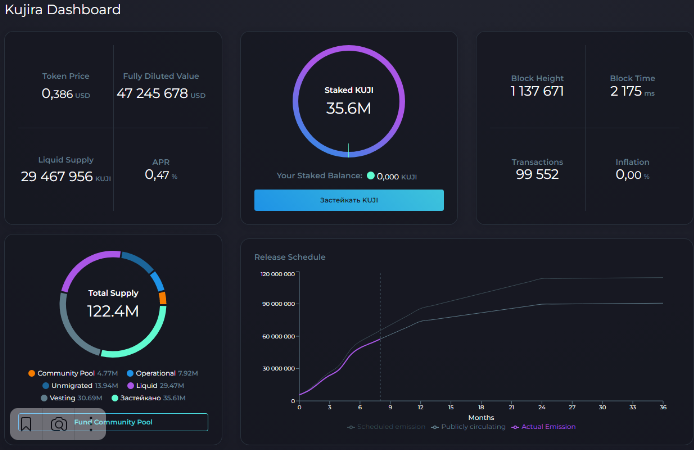 Kujira Dashboard
Token Price
0,386 USD
Fully Diluted Value
47 245 678 USD
Liquid Supply
29 467 956 KUJI
APR
0,47 %
Staked KUJI
35.6M
Your Staked Balance: 0,000 KUJI
Застейкать KUJI
Block Height
1 137 671
Block Time
2 175 ms
Transactions
99 552
Inflation
0,00 %
Total Supply
122.4M
Community Pool 4.77M
Operational 7.92M
Unmigrated 13.94M
Liquid 29.47M
Vesting 30.69M
Застейкано 35.61M
Fund Community Pool
Release Schedule
120 000 000
90 000 000
60 000 000
30 000 000
0
0 3 6 9 12 15 18 21 24 27 30 33 36
Months
Scheduled emission Publicly circulating Actual Emission